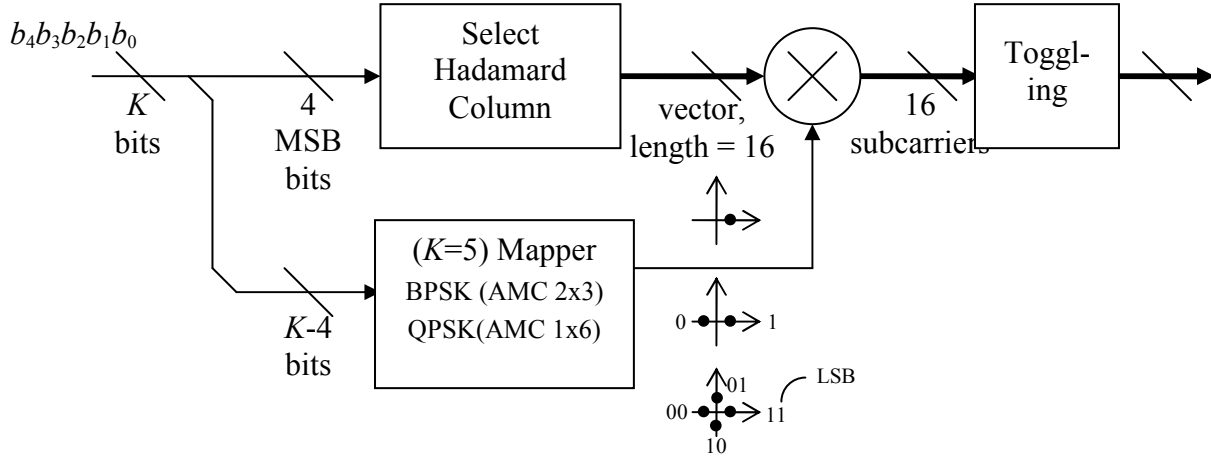 b₄b₃b₂b₁b₀
K
bits
4
MSB
bits
Select
Hadamard
Column
vector,
length = 16
16
subcarriers
Toggl-
ing
K-4
bits
(K=5) Mapper
BPSK (AMC 2x3)
QPSK(AMC 1x6)
0 1
01
LSB
00 11
10